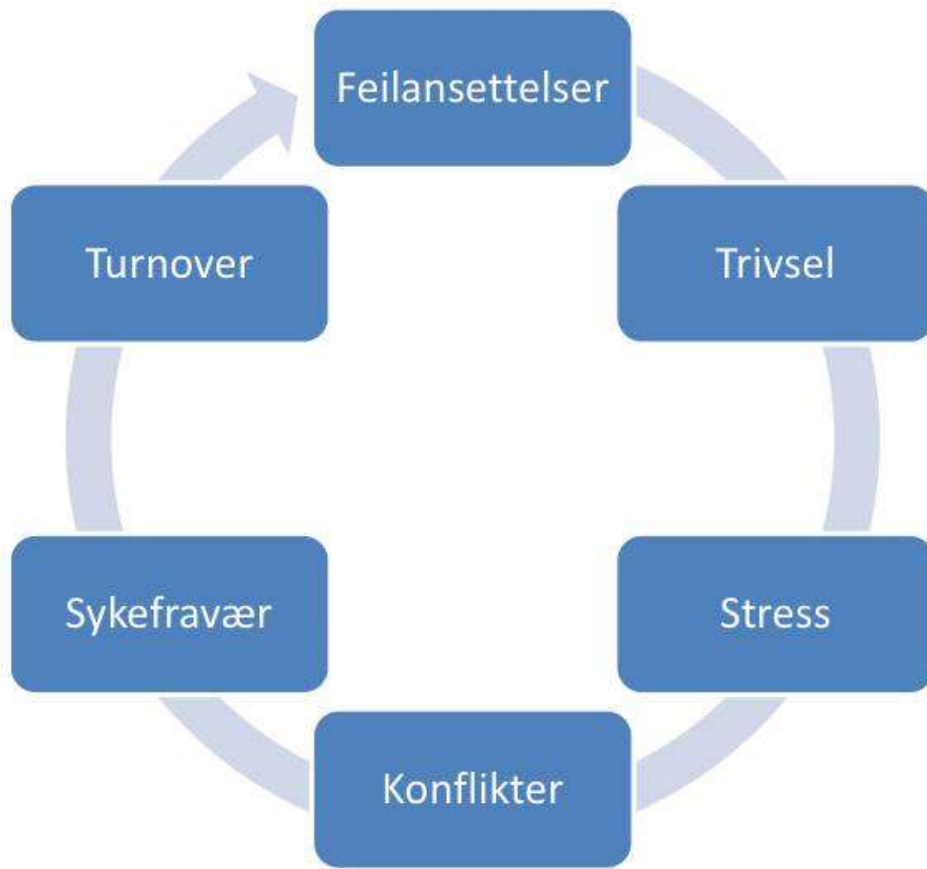 Feilansettelser
Trivsel
Stress
Konflikter
Sykefravær
Turnover